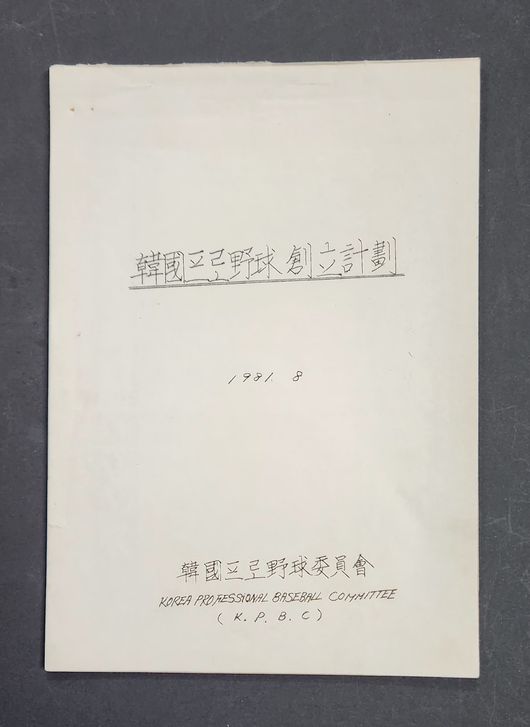 韓國프로野球 創立計劃
1981. 8
韓國프로野球委員會
KOREA PROFESSIONAL BASEBALL COMMITTEE
( K. P. B. C )